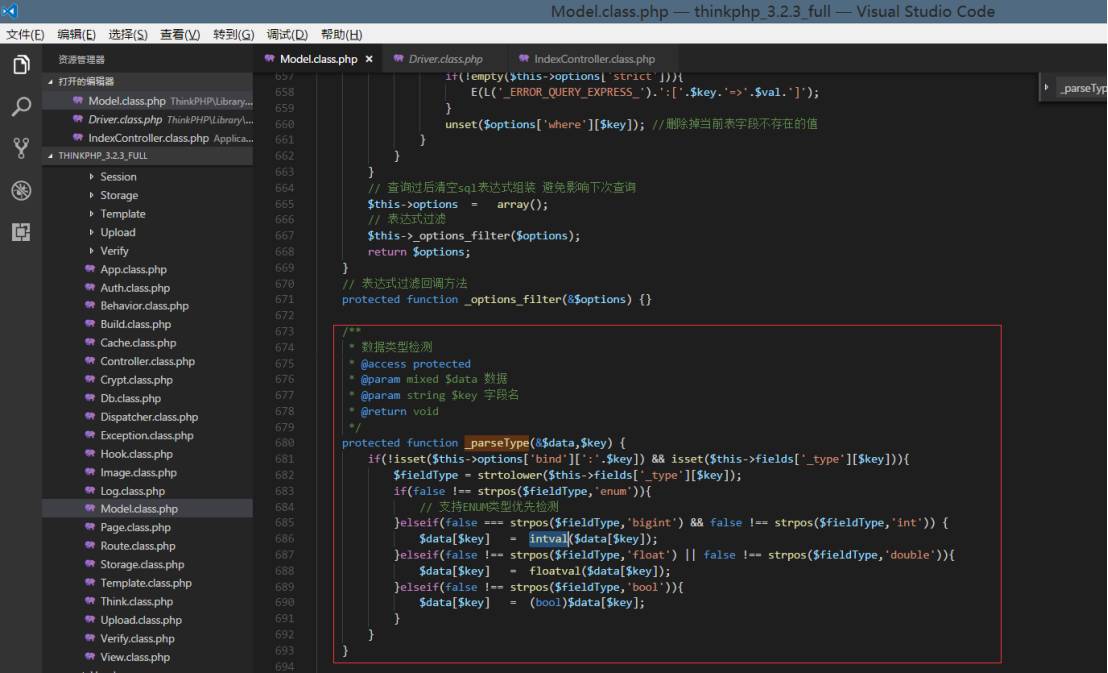 Model.class.php — thinkphp_3.2.3_full — Visual Studio Code
文件(F) 编辑(E) 选择(S) 查看(V) 转到(G) 调试(D) 帮助(H)
资源管理器
打开的编辑器
Model.class.php ThinkPHP\Library...
Driver.class.php ThinkPHP\Library\...
IndexController.class.php Applica...
THINKPHP_3.2.3_FULL
Session
Storage
Template
Upload
Verify
App.class.php
Auth.class.php
Behavior.class.php
Build.class.php
Cache.class.php
Controller.class.php
Crypt.class.php
Db.class.php
Dispatcher.class.php
Exception.class.php
Hook.class.php
Image.class.php
Log.class.php
Model.class.php
Page.class.php
Route.class.php
Storage.class.php
Template.class.php
Think.class.php
Upload.class.php
Verify.class.php
View.class.php
Model.class.php × Driver.class.php IndexController.class.php
_parseTyp
657 if(!empty($this->options['strict'])){
658 E(L('_ERROR_QUERY_EXPRESS_').':['.$key.'=>'.$val.']');
659 }
660 unset($options['where'][$key]); //删除掉当前表字段不存在的值
661 }
662 }
663 }
664 // 查询过后清空sql表达式组装 避免影响下次查询
665 $this->options = array();
666 // 表达式过滤
667 $this->_options_filter($options);
668 return $options;
669 }
670 // 表达式过滤回调方法
671 protected function _options_filter(&$options) {}
672
673 /**
674 * 数据类型检测
675 * @access protected
676 * @param mixed $data 数据
677 * @param string $key 字段名
678 * @return void
679 */
680 protected function _parseType(&$data,$key) {
681 if(!isset($this->options['bind'][':'.$key]) && isset($this->fields['_type'][$key])){
682 $fieldType = strtolower($this->fields['_type'][$key]);
683 if(false !== strpos($fieldType,'enum')){
684 // 支持ENUM类型优先检测
685 }elseif(false === strpos($fieldType,'bigint') && false !== strpos($fieldType,'int')) {
686 $data[$key] = intval($data[$key]);
687 }elseif(false !== strpos($fieldType,'float') || false !== strpos($fieldType,'double')){
688 $data[$key] = floatval($data[$key]);
689 }elseif(false !== strpos($fieldType,'bool')){
690 $data[$key] = (bool)$data[$key];
691 }
692 }
693 }
694